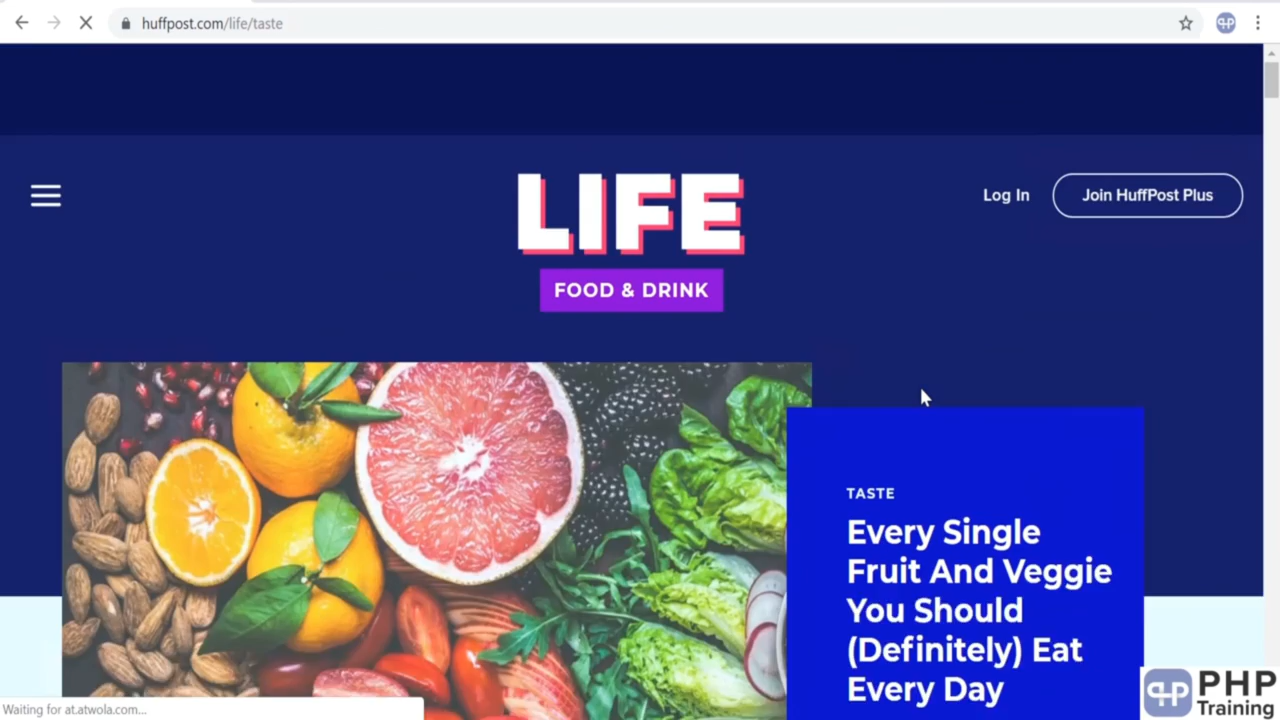 huffpost.com/life/taste
LIFE
Log In
Join HuffPost Plus
FOOD & DRINK
TASTE
Every Single
Fruit And Veggie
You Should
(Definitely) Eat
Every Day
Waiting for at.atwola.com...
PHP
Training